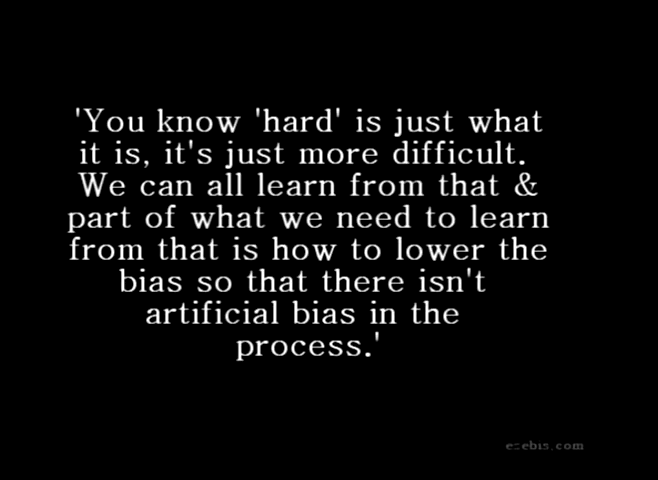 'You know 'hard' is just what
it is, it's just more difficult.
We can all learn from that &
part of what we need to learn
from that is how to lower the
bias so that there isn't
artificial bias in the
process.'